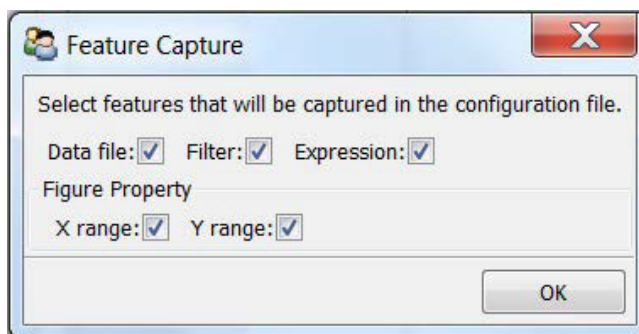 Feature Capture
Select features that will be captured in the configuration file.
Data file: Filter: Expression:
Figure Property
X range: Y range:
OK